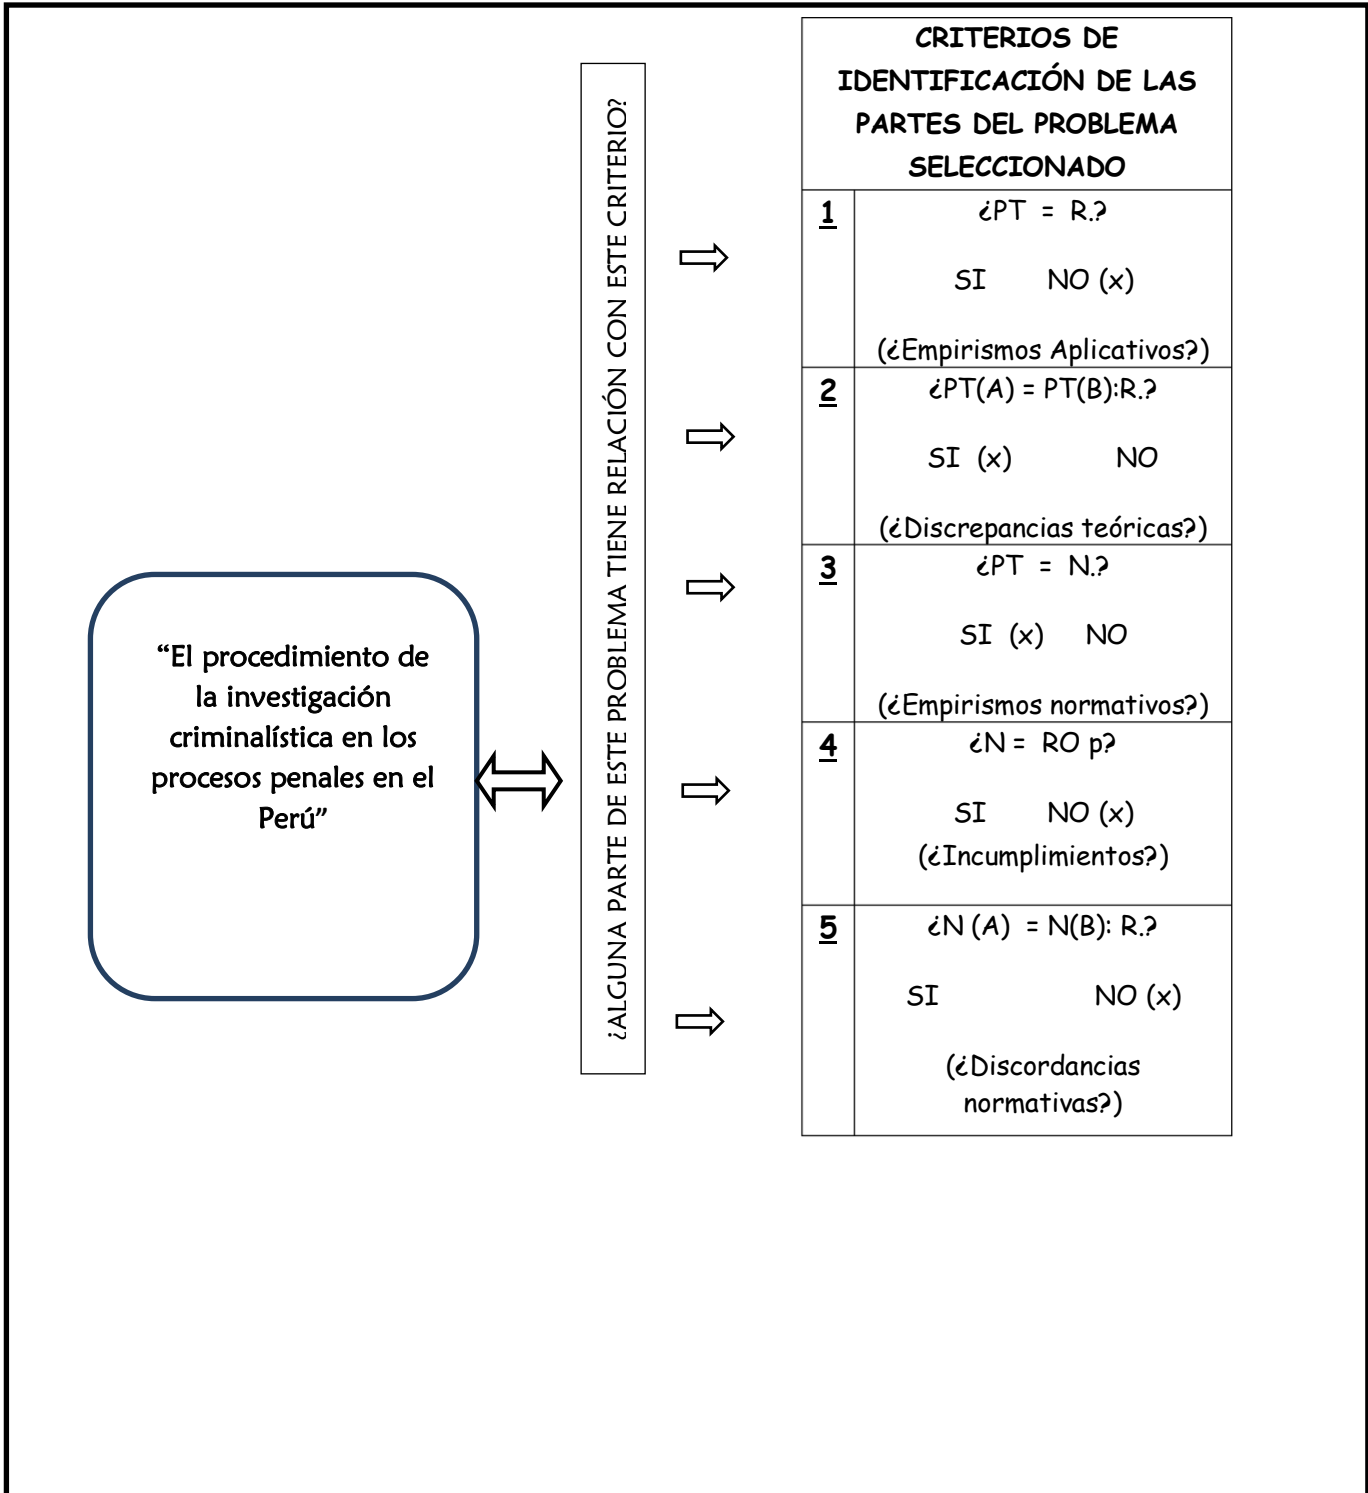 “El procedimiento de
la investigación
criminalística en los
procesos penales en el
Perú”
¿ALGUNA PARTE DE ESTE PROBLEMA TIENE RELACIÓN CON ESTE CRITERIO?
CRITERIOS DE
IDENTIFICACIÓN DE LAS
PARTES DEL PROBLEMA
SELECCIONADO
1 ¿PT = R.?
SI NO (x)
(¿Empirismos Aplicativos?)
2 ¿PT(A) = PT(B):R.?
SI (x) NO
(¿Discrepancias teóricas?)
3 ¿PT = N.?
SI (x) NO
(¿Empirismos normativos?)
4 ¿N = RO p?
SI NO (x)
(¿Incumplimientos?)
5 ¿N (A) = N(B): R.?
SI NO (x)
(¿Discordancias
normativas?)